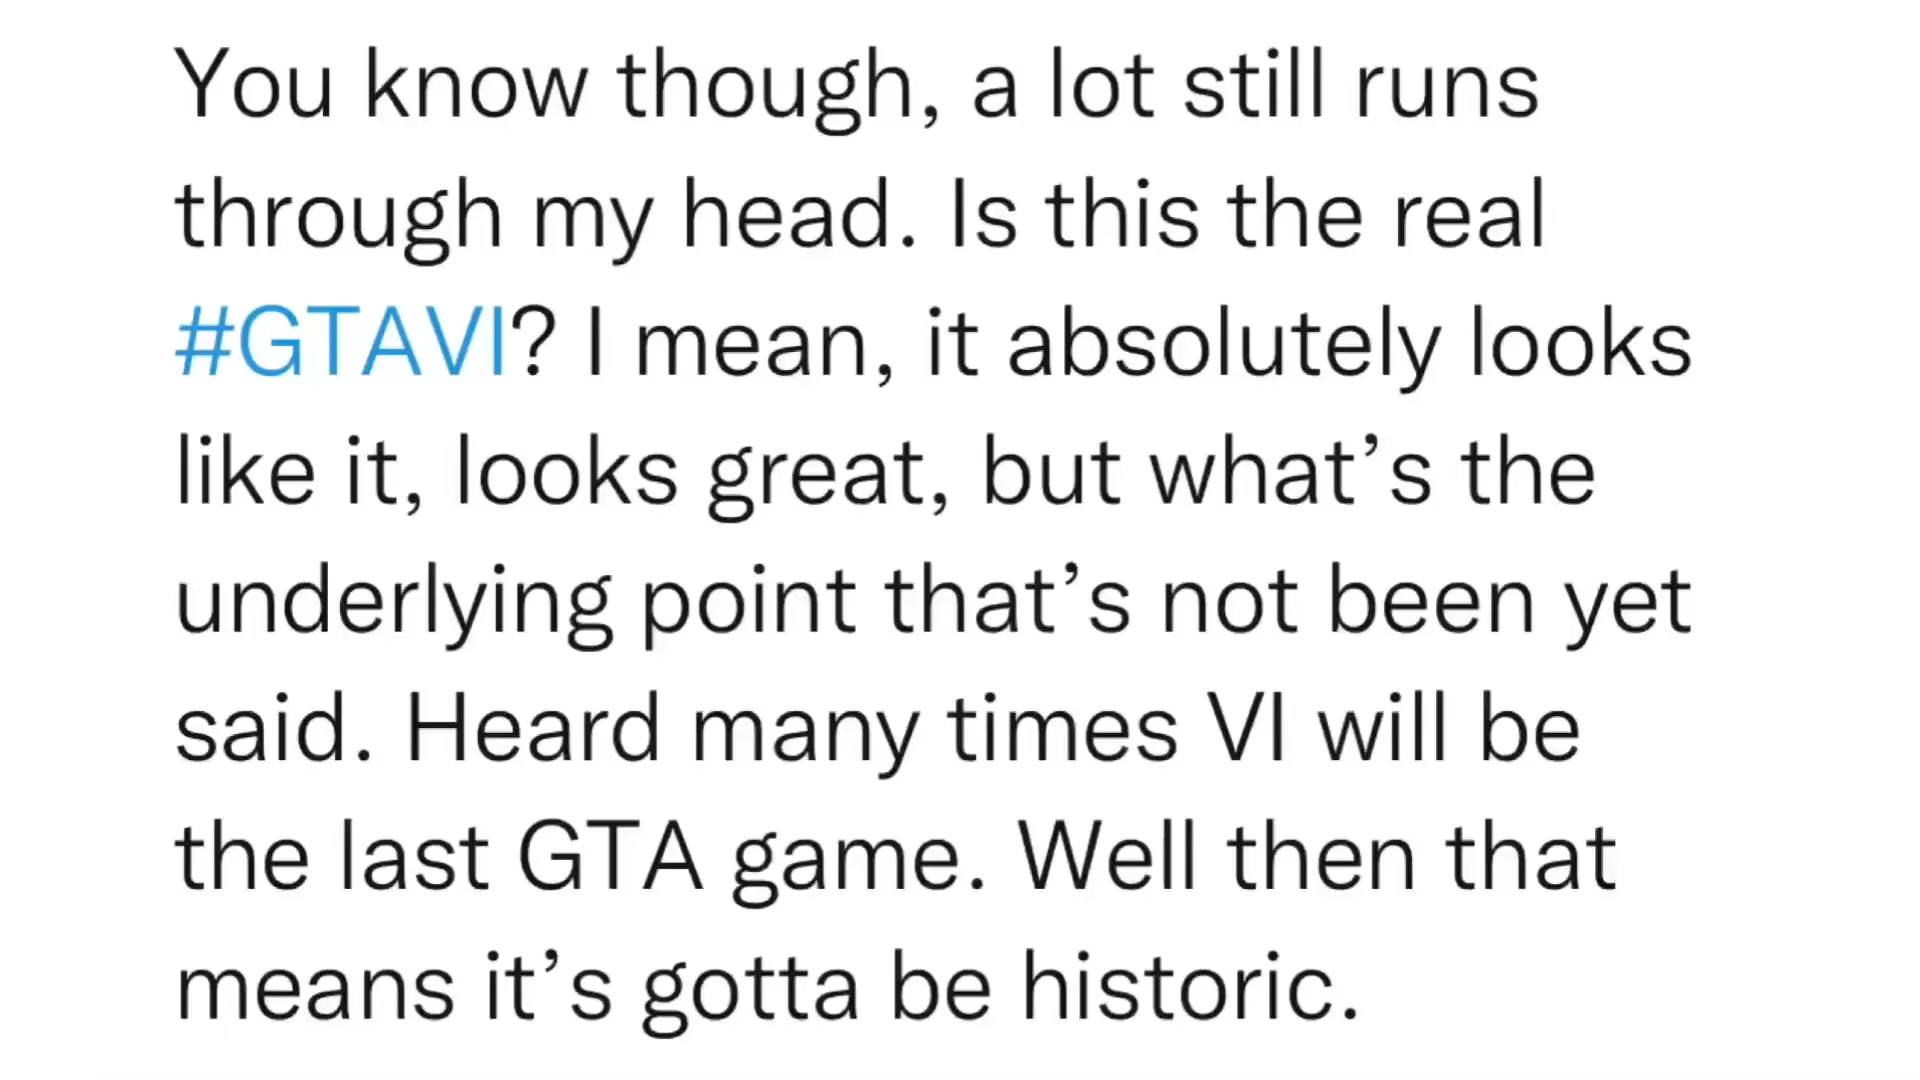 You know though, a lot still runs
through my head. Is this the real
#GTAVI? I mean, it absolutely looks
like it, looks great, but what’s the
underlying point that’s not been yet
said. Heard many times VI will be
the last GTA game. Well then that
means it’s gotta be historic.